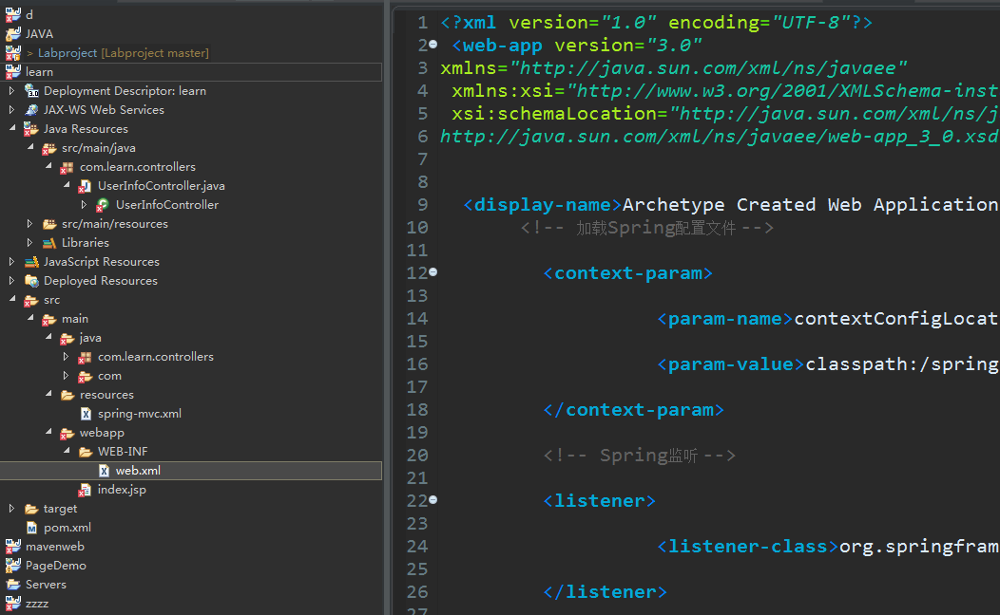 d
JAVA
> Labproject [Labproject master]
learn
Deployment Descriptor: learn
JAX-WS Web Services
Java Resources
src/main/java
com.learn.controllers
UserInfoController.java
UserInfoController
src/main/resources
Libraries
JavaScript Resources
Deployed Resources
src
main
java
com.learn.controllers
com
resources
spring-mvc.xml
webapp
WEB-INF
web.xml
index.jsp
target
pom.xml
mavenweb
PageDemo
Servers
zzzz
1 <?xml version="1.0" encoding="UTF-8"?>
2 <web-app version="3.0"
3 xmlns="http://java.sun.com/xml/ns/javaee"
4 xmlns:xsi="http://www.w3.org/2001/XMLSchema-inst
5 xsi:schemaLocation="http://java.sun.com/xml/ns/j
6 http://java.sun.com/xml/ns/javaee/web-app_3_0.xsd
7
8
9 <display-name>Archetype Created Web Application
10 <!-- 加载Spring配置文件 -->
11
12 <context-param>
13
14 <param-name>contextConfigLocat
15
16 <param-value>classpath:/spring
17
18 </context-param>
19
20 <!-- Spring监听 -->
21
22 <listener>
23
24 <listener-class>org.springfram
25
26 </listener>
27